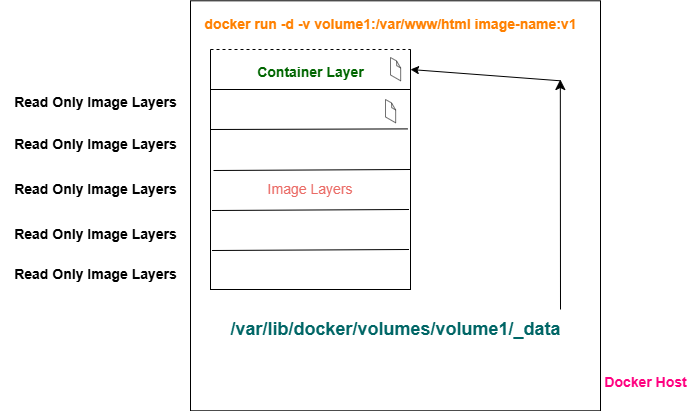 docker run -d -v volume1:/var/www/html image-name:v1
Container Layer
Read Only Image Layers
Read Only Image Layers
Read Only Image Layers
Image Layers
Read Only Image Layers
Read Only Image Layers
/var/lib/docker/volumes/volume1/_data
Docker Host